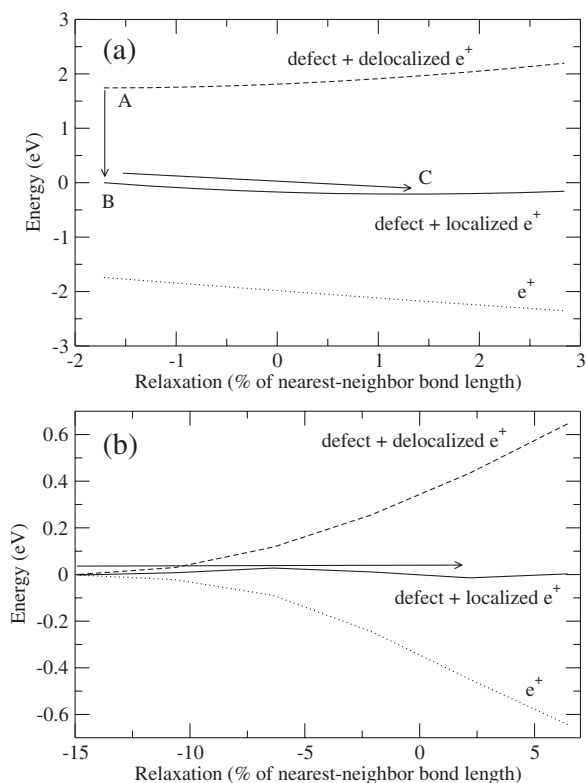 (a)
defect + delocalized e+
A
B
C
defect + localized e+
e+
3
2
1
0
-1
-2
-3
Energy (eV)
-2 -1 0 1 2 3
Relaxation (% of nearest-neighbor bond length)
(b)
defect + delocalized e+
defect + localized e+
e+
0.6
0.4
0.2
0
-0.2
-0.4
-0.6
Energy (eV)
-15 -10 -5 0 5
Relaxation (% of nearest-neighbor bond length)